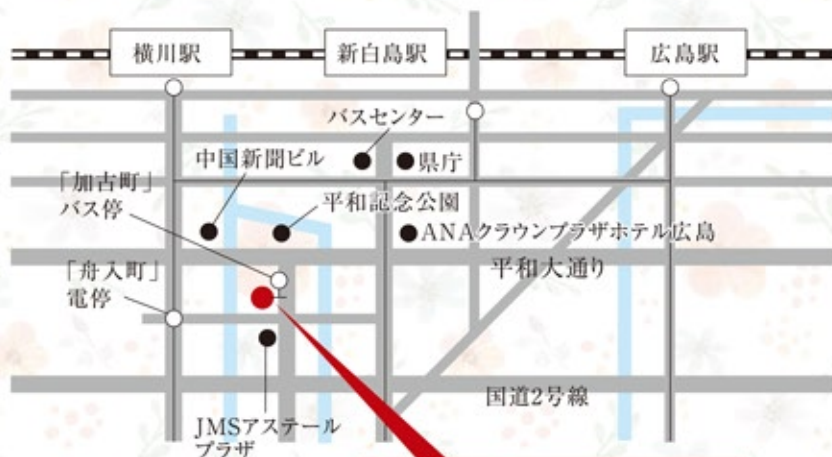 横川駅
新白島駅
広島駅
バスセンター
中国新聞ビル
県庁
「加古町」
バス停
平和記念公園
ANAクラウンプラザホテル広島
平和大通り
「舟入町」
電停
国道2号線
JMSアステール
プラザ